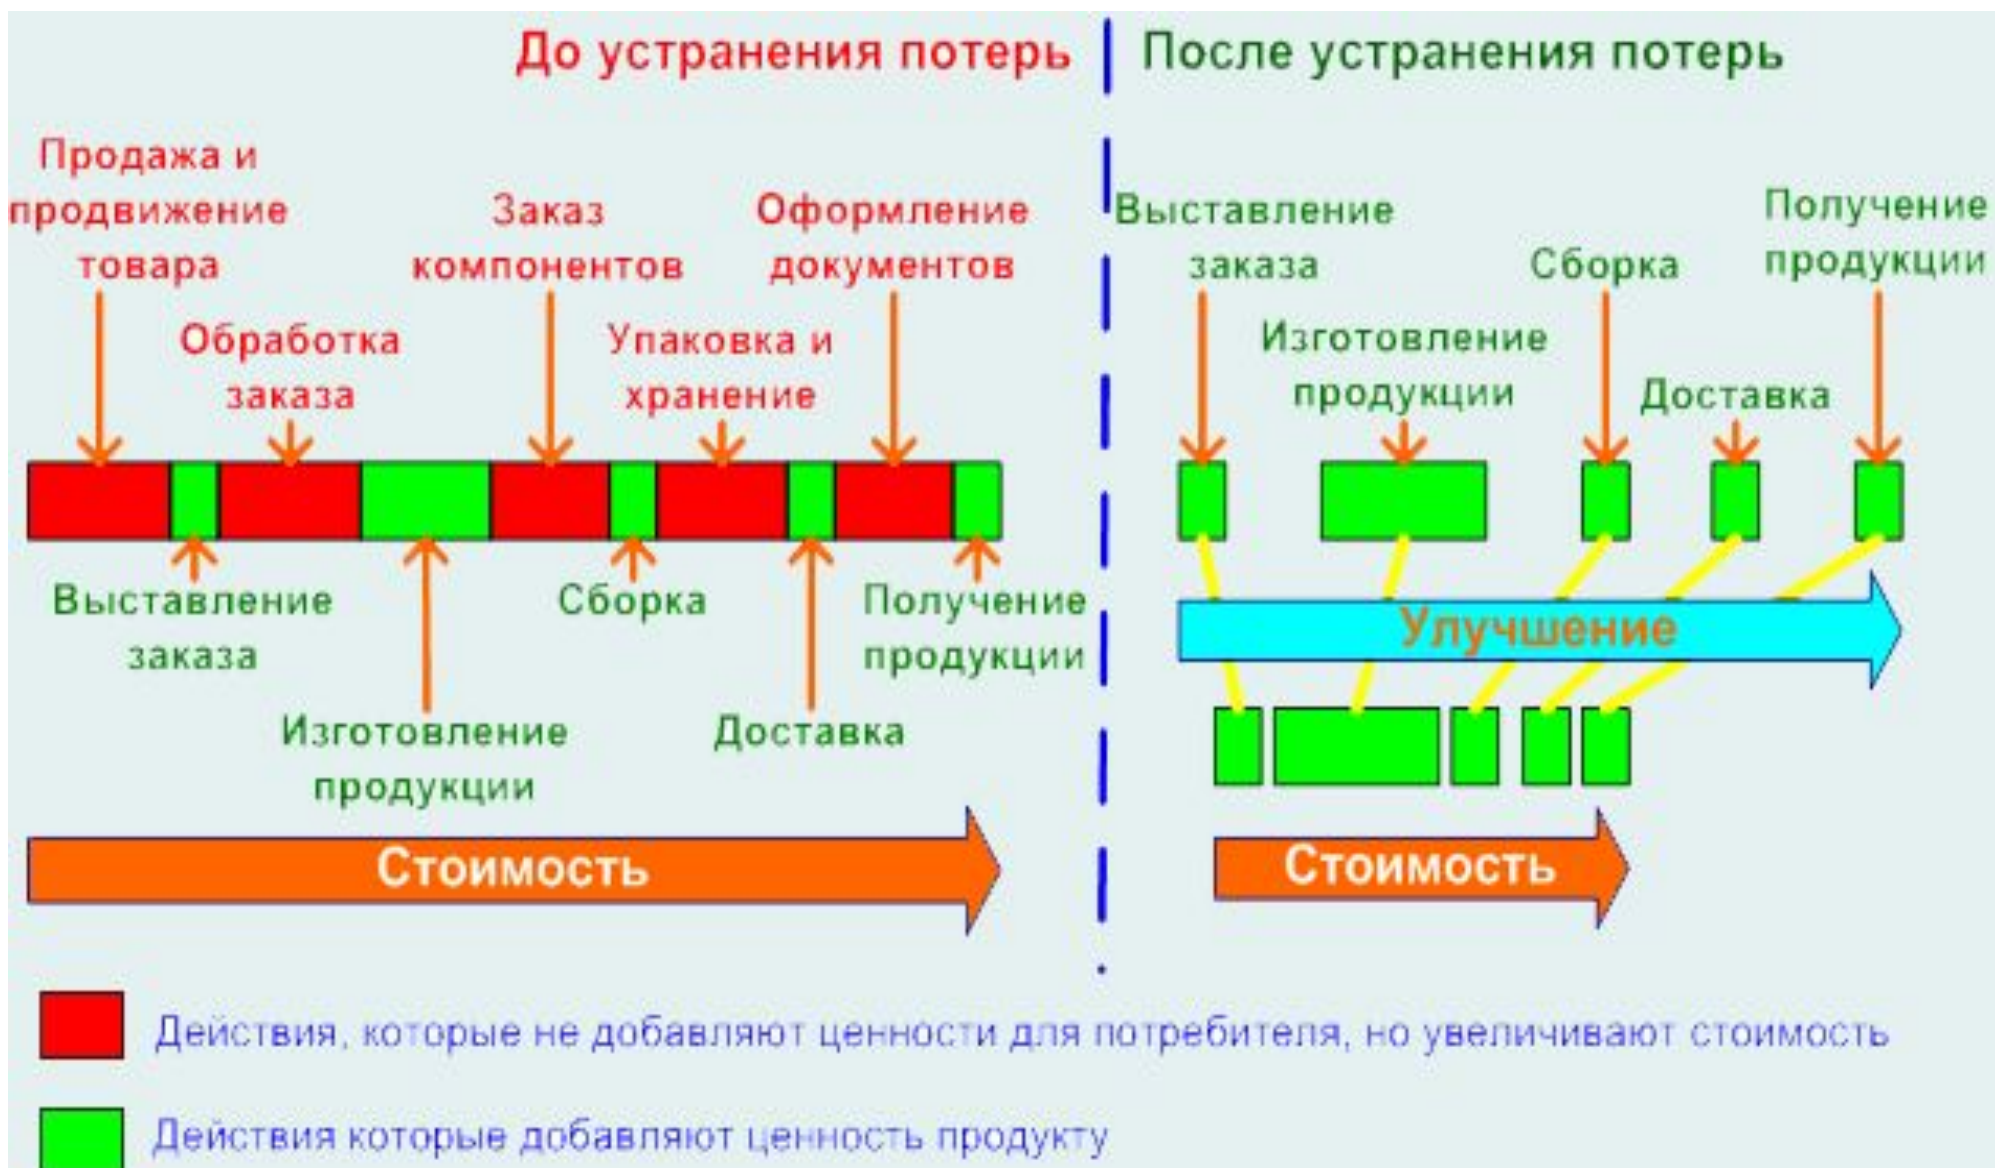 До устранения потерь
После устранения потерь
Продажа и
продвижение
товара
Обработка
заказа
Заказ
компонентов
Упаковка и
хранение
Оформление
документов
Выставление
заказа
Изготовление
продукции
Сборка
Доставка
Получение
продукции
Стоимость
Выставление
заказа
Изготовление
продукции
Сборка
Доставка
Получение
продукции
Улучшение
Стоимость
Действия, которые не добавляют ценности для потребителя, но увеличивают стоимость
Действия которые добавляют ценность продукту